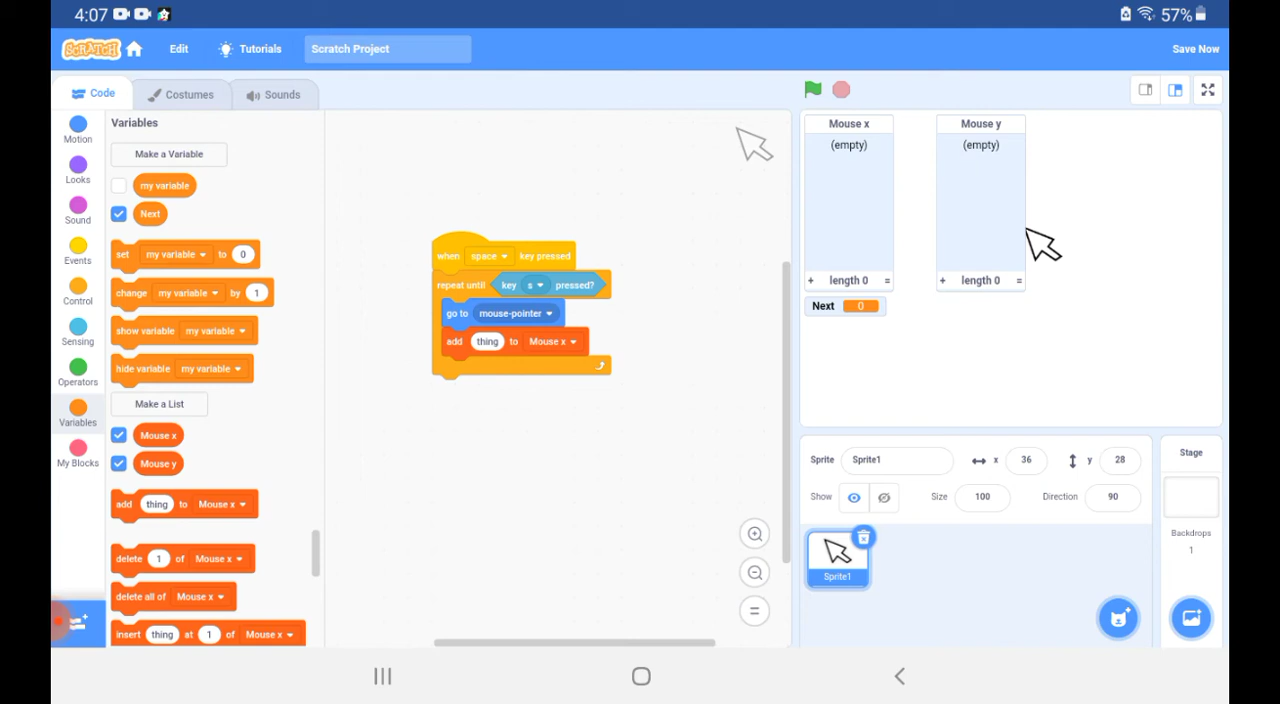 4:07
57%
SCRATCH
Edit
Tutorials
Scratch Project
Save Now
Code
Costumes
Sounds
Motion
Looks
Sound
Events
Control
Sensing
Operators
Variables
My Blocks
Variables
Make a Variable
my variable
Next
set my variable to 0
change my variable by 1
show variable my variable
hide variable my variable
Make a List
Mouse x
Mouse y
add thing to Mouse x
delete 1 of Mouse x
delete all of Mouse x
insert thing at 1 of Mouse x
when space key pressed
repeat until key s pressed?
go to mouse-pointer
add thing to Mouse x
Mouse x
(empty)
+ length 0 =
Mouse y
(empty)
+ length 0 =
Next 0
Sprite Sprite1 x 36 y 28
Show Size 100 Direction 90
Sprite1
Stage
Backdrops
1